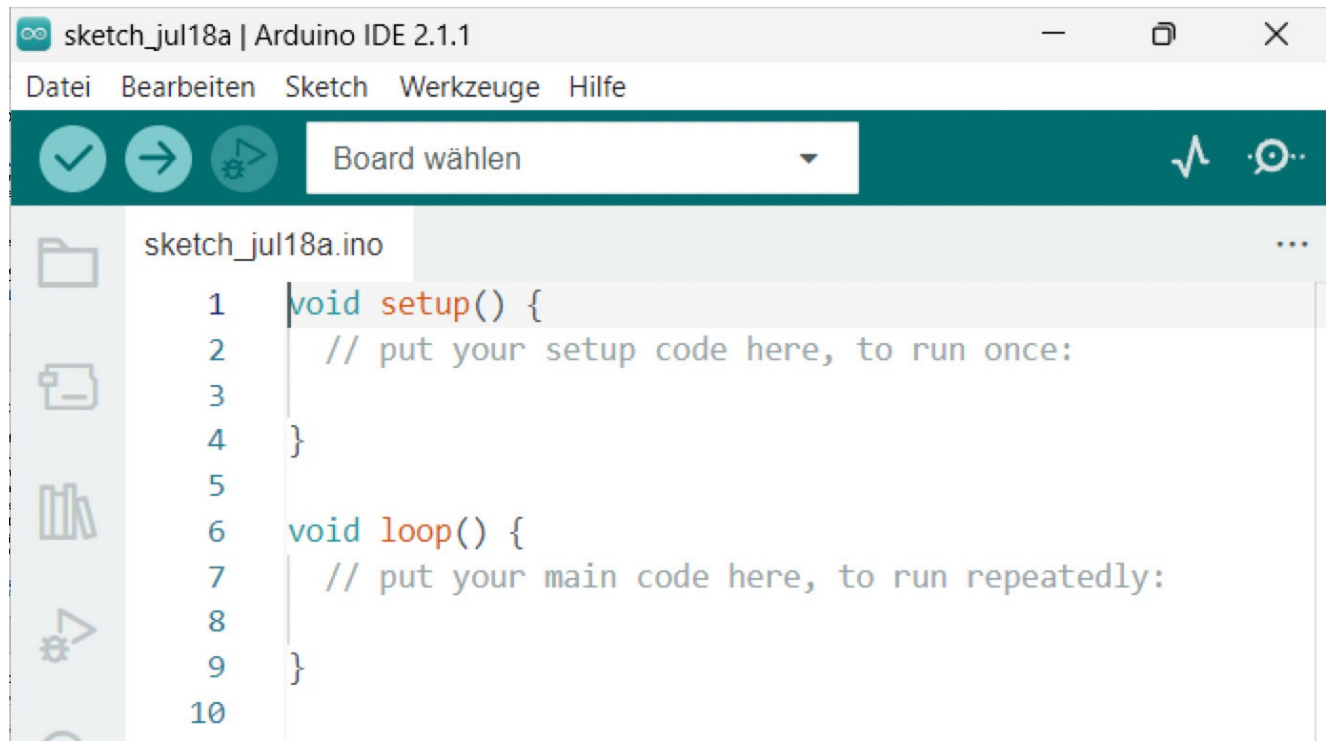 sketch_jul18a | Arduino IDE 2.1.1
Datei Bearbeiten Sketch Werkzeuge Hilfe
Board wählen
sketch_jul18a.ino
1 void setup() {
2 // put your setup code here, to run once:
3
4 }
5
6 void loop() {
7 // put your main code here, to run repeatedly:
8
9 }
10